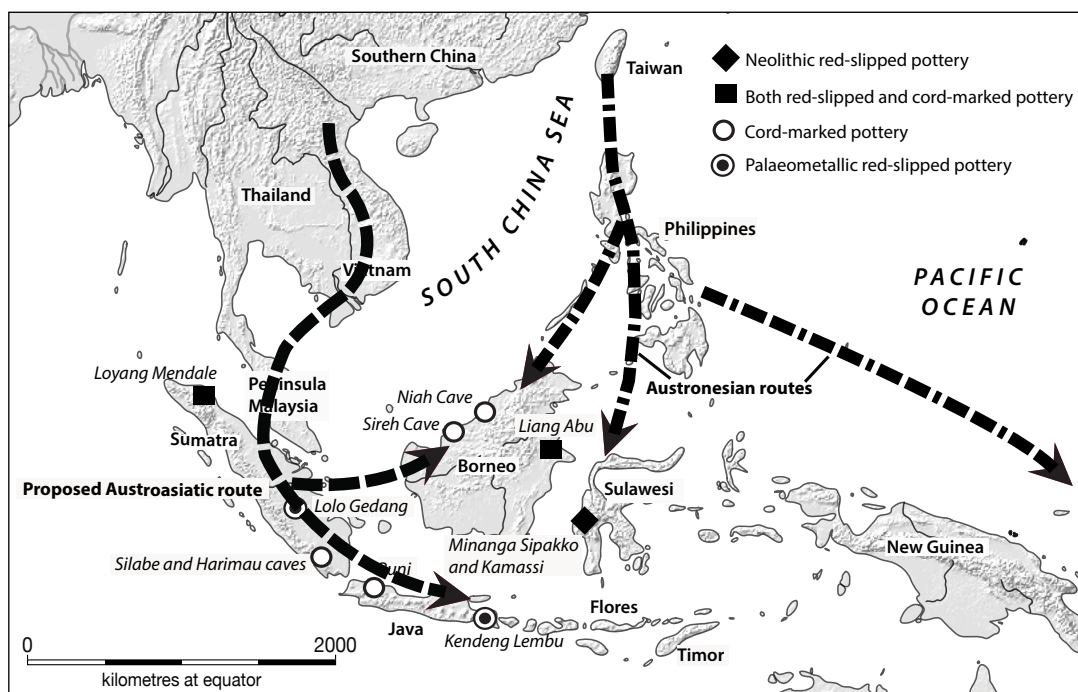 Southern China
Taiwan
Neolithic red-slipped pottery
Both red-slipped and cord-marked pottery
Cord-marked pottery
Palaeometallic red-slipped pottery
SOUTH CHINA SEA
Thailand
Vietnam
Philippines
PACIFIC
OCEAN
Loyang Mendale
Peninsula
Malaysia
Niah Cave
Sireh Cave
Liang Abu
Austronesian routes
Sumatra
Borneo
Proposed Austroasiatic route
Lolo Gedang
Sulawesi
Minanga Sipakko
and Kamassi
New Guinea
Silabe and Harimau caves
Buni
Java
Kendeng Lembu
Flores
Timor
0
2000
kilometres at equator